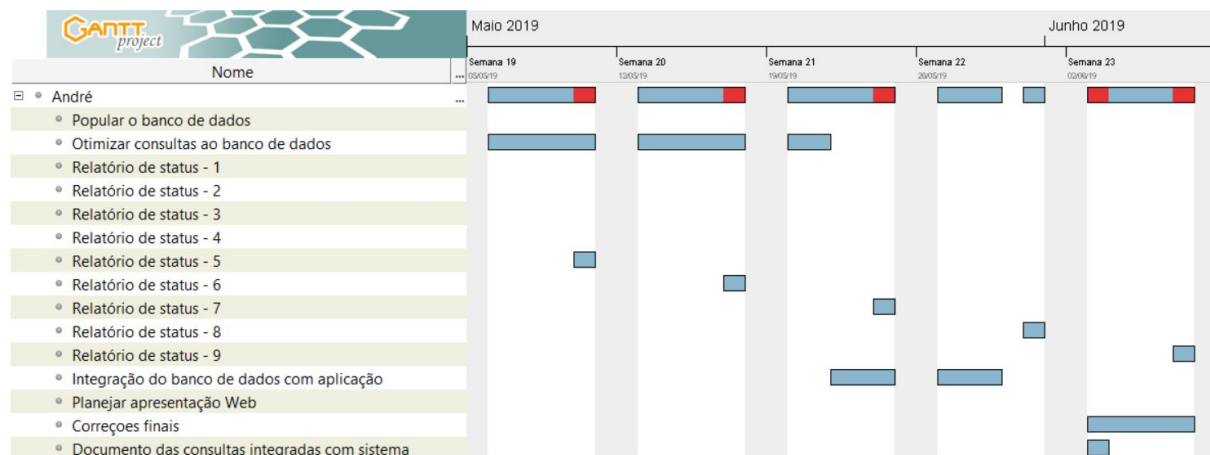 GANTT
project
Maio 2019
Junho 2019
Nome
...
Semana 19
05/05/19
Semana 20
12/05/19
Semana 21
19/05/19
Semana 22
26/05/19
Semana 23
02/06/19
André
...
Popular o banco de dados
Otimizar consultas ao banco de dados
Relatório de status - 1
Relatório de status - 2
Relatório de status - 3
Relatório de status - 4
Relatório de status - 5
Relatório de status - 6
Relatório de status - 7
Relatório de status - 8
Relatório de status - 9
Integração do banco de dados com aplicação
Planejar apresentação Web
Correçoes finais
Documento das consultas integradas com sistema